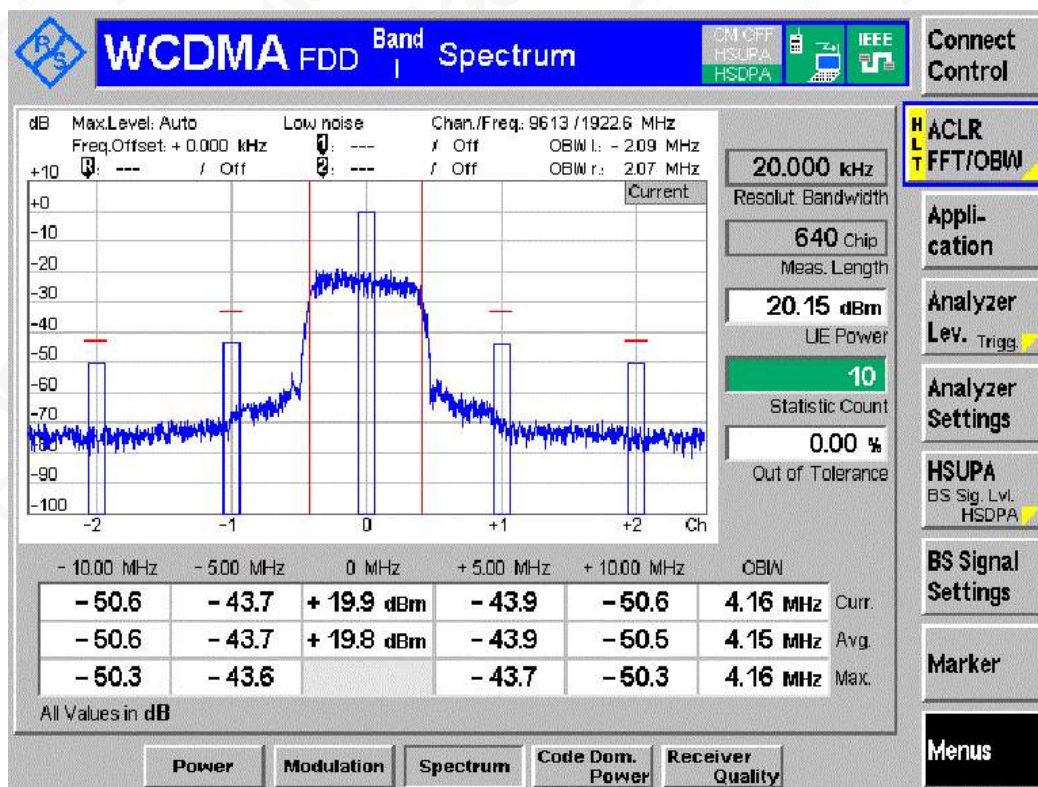 R&S
WCDMA FDD Band I Spectrum
CM OFF
HSUPA
HSDPA
IEEE
Connect Control
dB Max.Level: Auto Low noise Chan./Freq.: 9613 / 1922.6 MHz
Freq.Offset: + 0.000 kHz 1: --- / Off OBW l.: - 2.09 MHz
R: --- / Off 2: --- / Off OBW r.: 2.07 MHz
Current
+10
+0
-10
-20
-30
-40
-50
-60
-70
-80
-90
-100
-2 -1 0 +1 +2 Ch
20.000 kHz
Resolut. Bandwidth
640 Chip
Meas. Length
20.15 dBm
UE Power
10
Statistic Count
0.00 %
Out of Tolerance
- 10.00 MHz - 5.00 MHz 0 MHz + 5.00 MHz + 10.00 MHz OBW
- 50.6 - 43.7 + 19.9 dBm - 43.9 - 50.6 4.16 MHz Curr.
- 50.6 - 43.7 + 19.8 dBm - 43.9 - 50.5 4.15 MHz Avg.
- 50.3 - 43.6 - 43.7 - 50.3 4.16 MHz Max.
All Values in dB
HLT
ACLR
FFT/OBW
Appli-
cation
Analyzer
Lev. Trigg.
Analyzer
Settings
HSUPA
BS Sig. Lvl.
HSDPA
BS Signal
Settings
Marker
Menus
Power
Modulation
Spectrum
Code Dom.
Power
Receiver
Quality